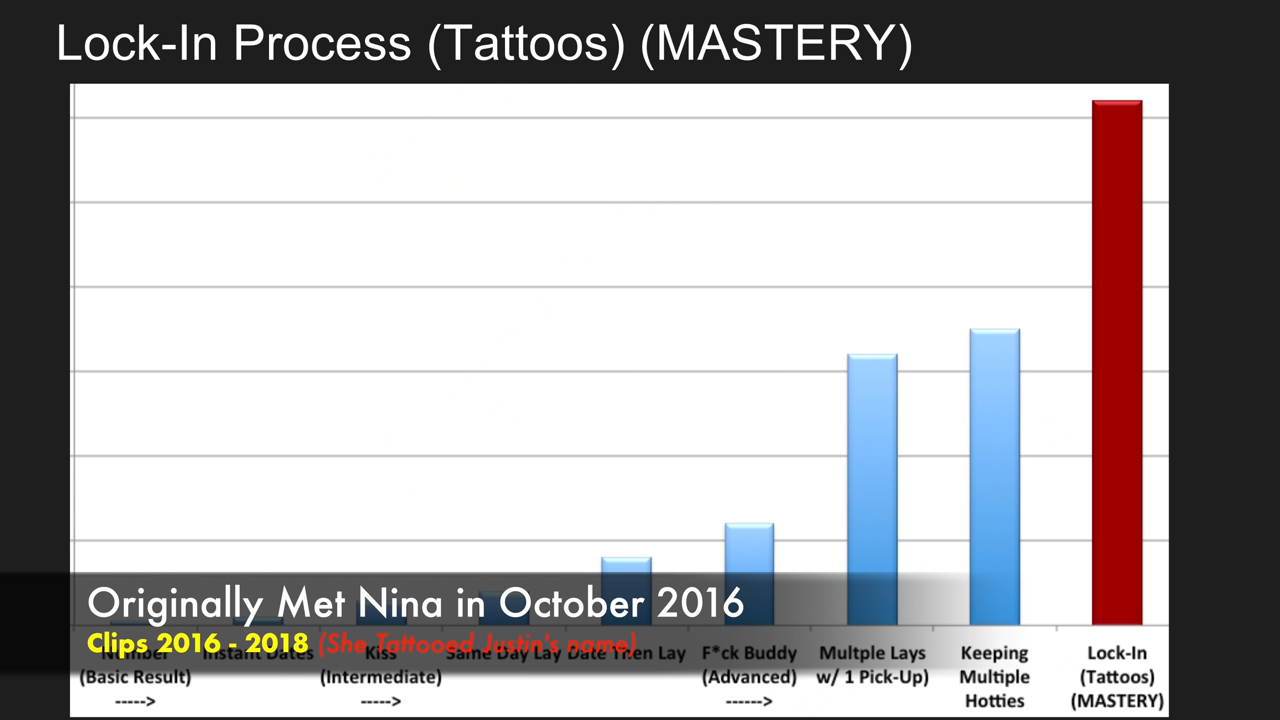 Lock-In Process (Tattoos) (MASTERY)
Originally Met Nina in October 2016
Clips 2016 - 2018 (She Tattooed Justin's name)
Number Instant Dates Kiss Same Day Lay Date Then Lay F*ck Buddy Multple Lays Keeping Lock-In
(Basic Result) (Intermediate) (Advanced) w/ 1 Pick-Up) Multiple (Tattoos)
-----> -----> ------> Hotties (MASTERY)